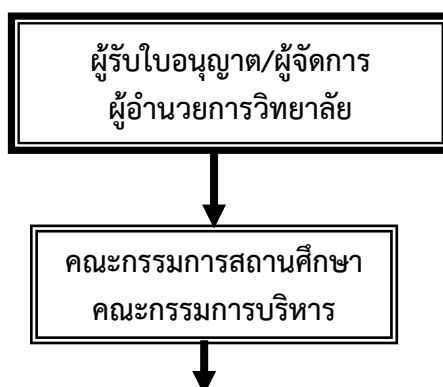 ผู้รับใบอนุญาต/ผู้จัดการ
ผู้อำนวยการวิทยาลัย
คณะกรรมการสถานศึกษา
คณะกรรมการบริหาร